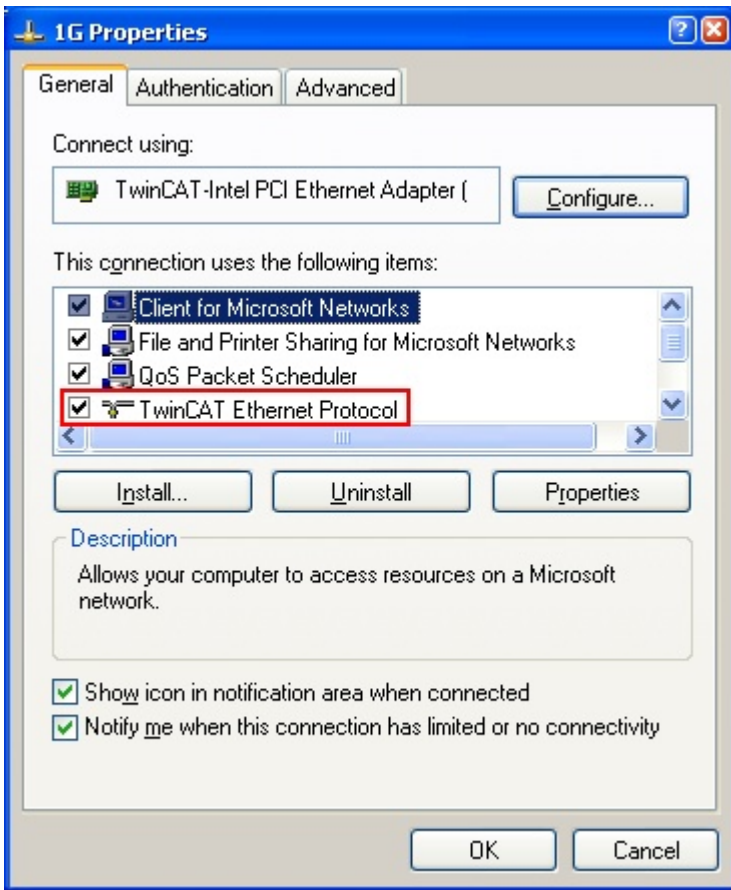 1G Properties
General Authentication Advanced
Connect using:
TwinCAT-Intel PCI Ethernet Adapter (
Configure...
This connection uses the following items:
Client for Microsoft Networks
File and Printer Sharing for Microsoft Networks
QoS Packet Scheduler
TwinCAT Ethernet Protocol
Install... Uninstall Properties
Description
Allows your computer to access resources on a Microsoft
network.
Show icon in notification area when connected
Notify me when this connection has limited or no connectivity
OK Cancel